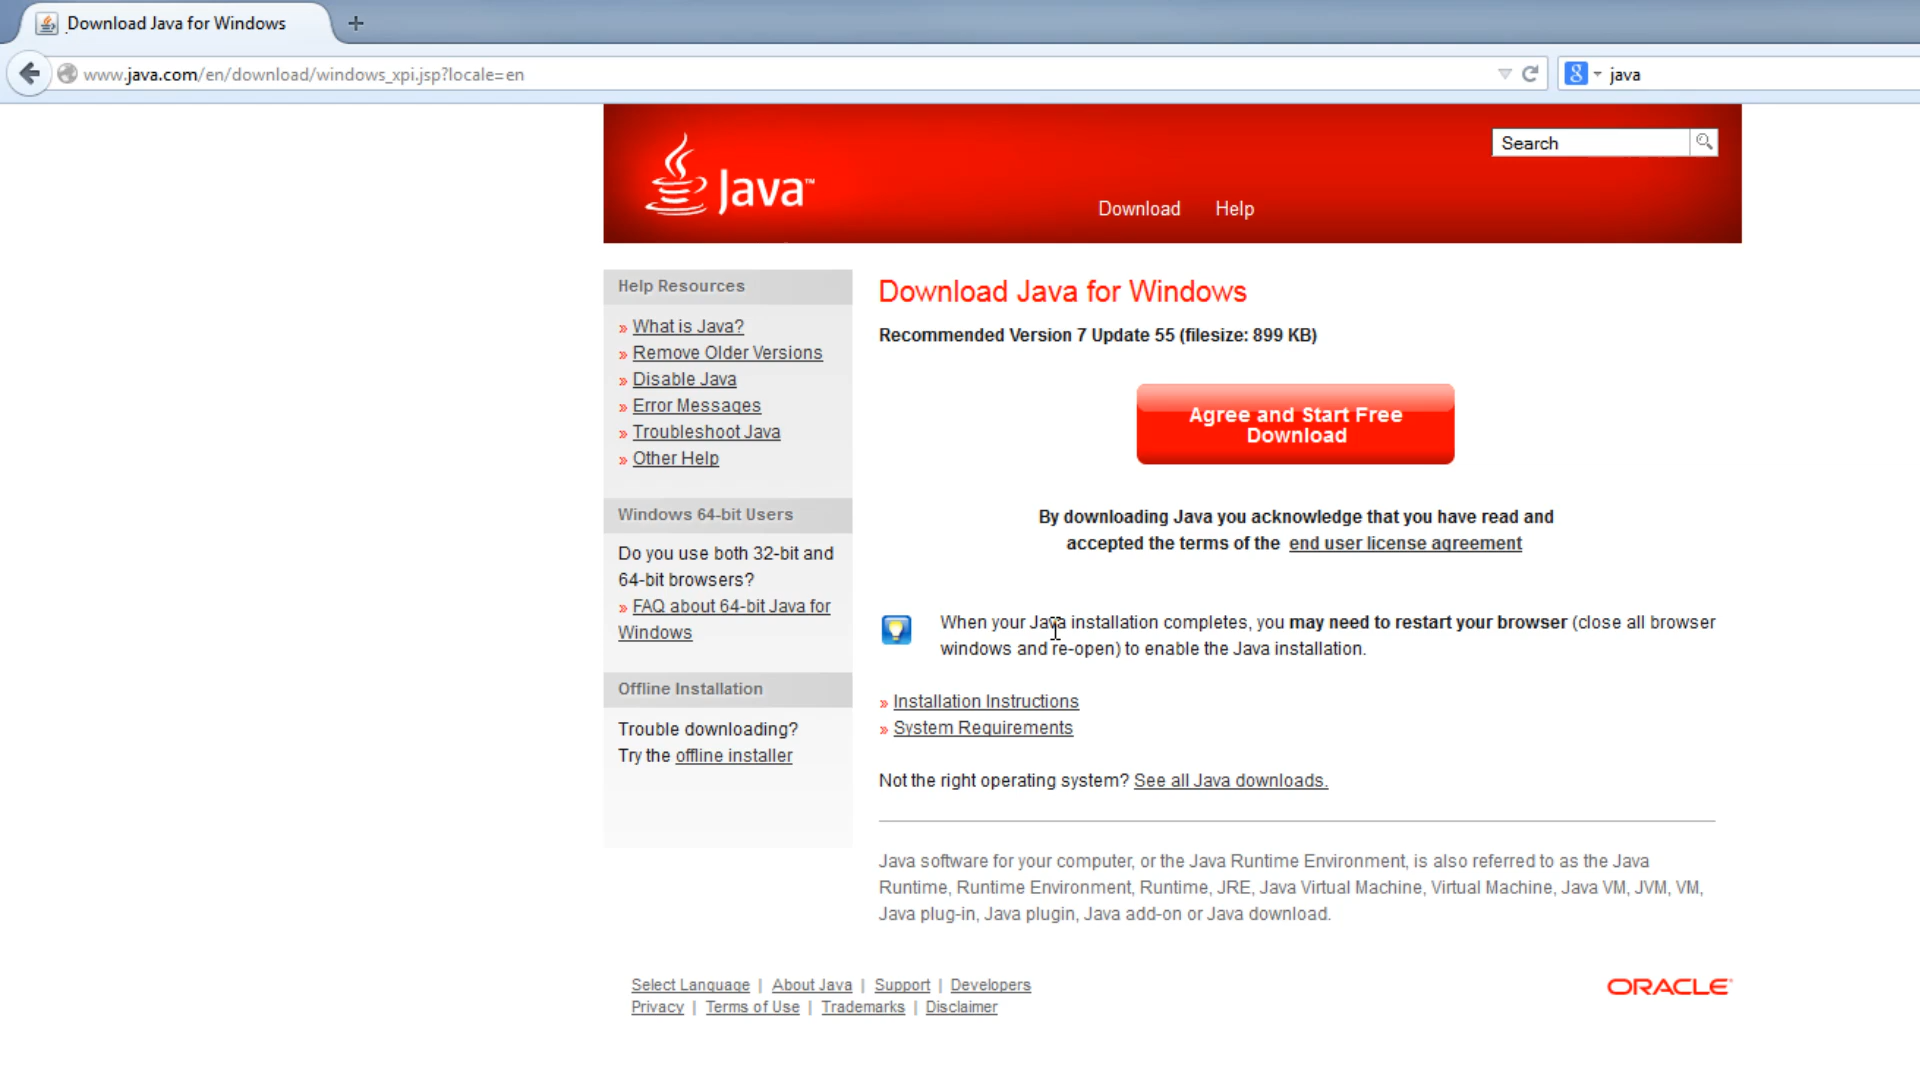 Download Java for Windows
www.java.com/en/download/windows_xpi.jsp?locale=en
java
Search
Java™
Download Help
Help Resources
» What is Java?
» Remove Older Versions
» Disable Java
» Error Messages
» Troubleshoot Java
» Other Help
Windows 64-bit Users
Do you use both 32-bit and
64-bit browsers?
» FAQ about 64-bit Java for
Windows
Offline Installation
Trouble downloading?
Try the offline installer
Download Java for Windows
Recommended Version 7 Update 55 (filesize: 899 KB)
Agree and Start Free
Download
By downloading Java you acknowledge that you have read and
accepted the terms of the end user license agreement
When your Java installation completes, you may need to restart your browser (close all browser
windows and re-open) to enable the Java installation.
» Installation Instructions
» System Requirements
Not the right operating system? See all Java downloads.
Java software for your computer, or the Java Runtime Environment, is also referred to as the Java
Runtime, Runtime Environment, Runtime, JRE, Java Virtual Machine, Virtual Machine, Java VM, JVM, VM,
Java plug-in, Java plugin, Java add-on or Java download.
Select Language | About Java | Support | Developers
Privacy | Terms of Use | Trademarks | Disclaimer
ORACLE